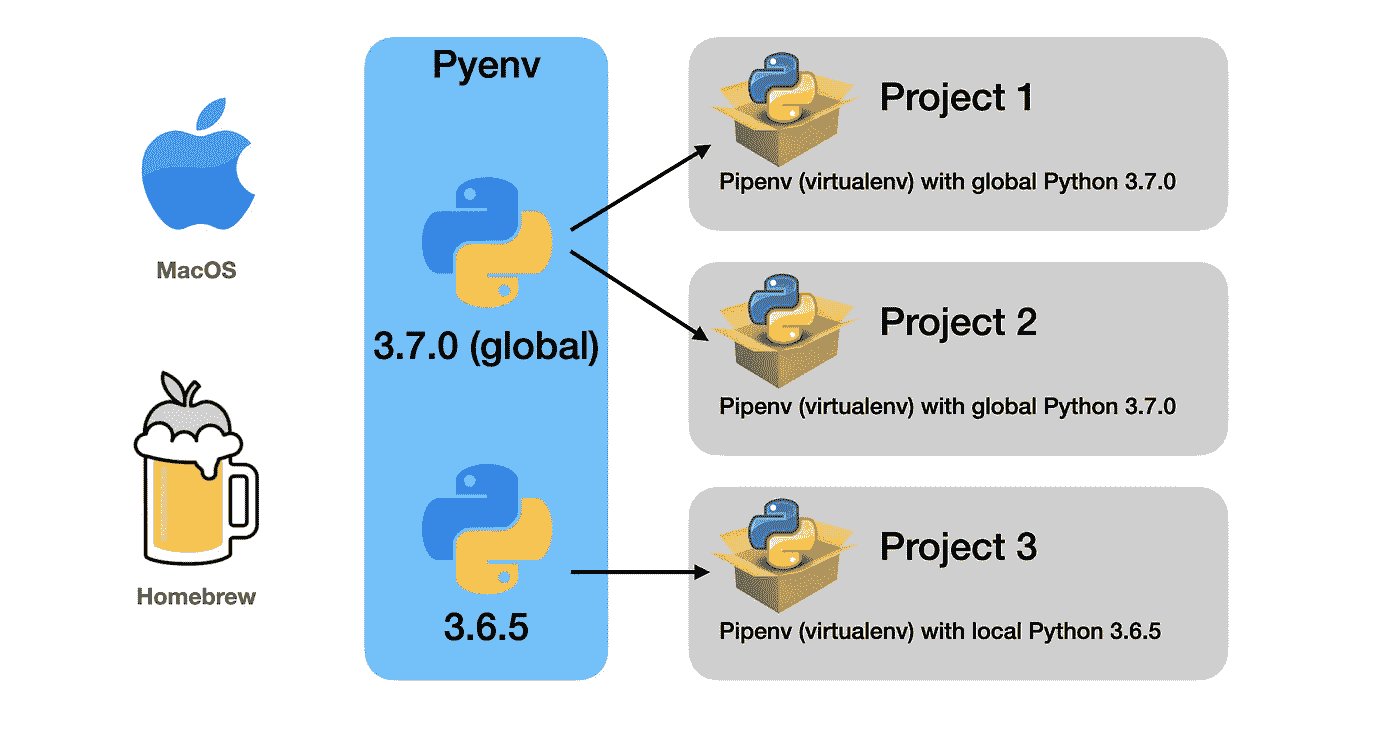 MacOS
Homebrew
Pyenv
3.7.0 (global)
3.6.5
Project 1
Pipenv (virtualenv) with global Python 3.7.0
Project 2
Pipenv (virtualenv) with global Python 3.7.0
Project 3
Pipenv (virtualenv) with local Python 3.6.5